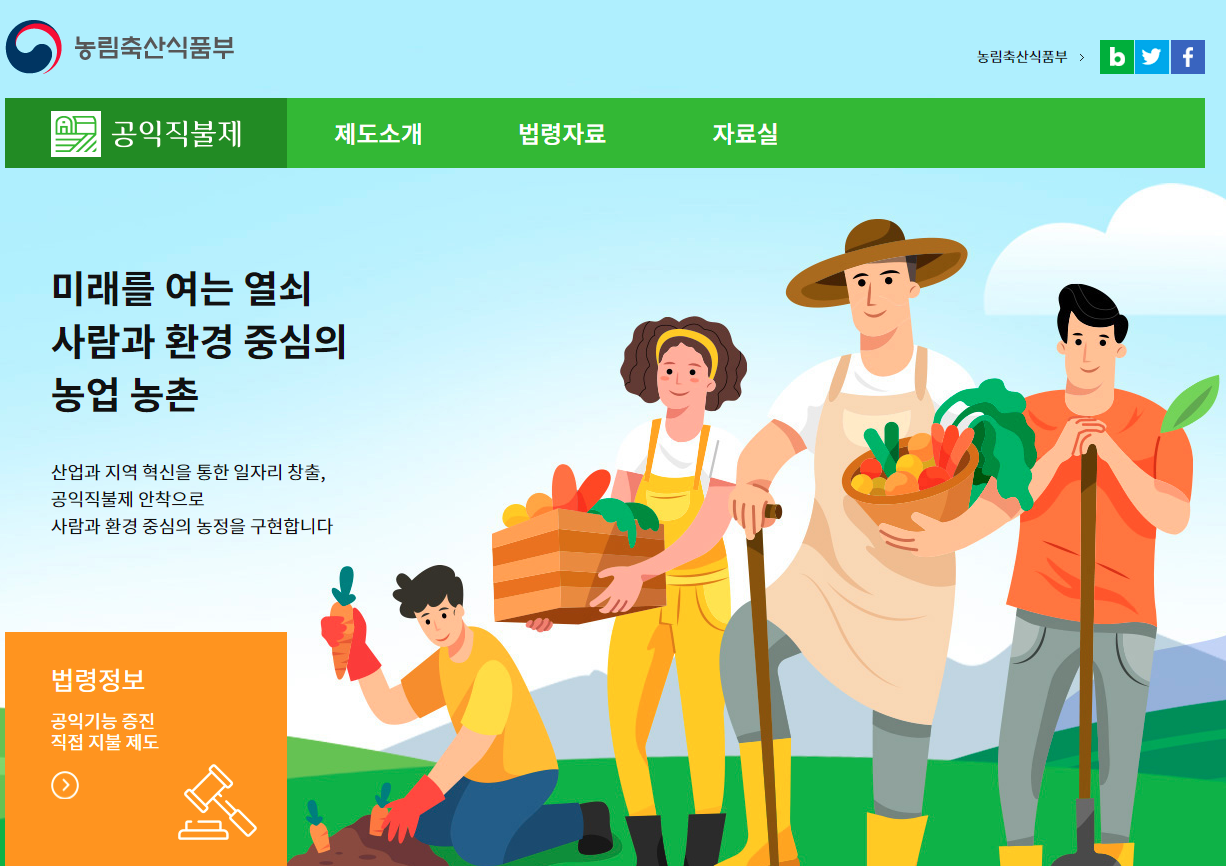 농림축산식품부
농림축산식품부 >
공익직불제
제도소개
법령자료
자료실
미래를 여는 열쇠
사람과 환경 중심의
농업 농촌
산업과 지역 혁신을 통한 일자리 창출,
공익직불제 안착으로
사람과 환경 중심의 농정을 구현합니다
법령정보
공익기능 증진
직접 지불 제도